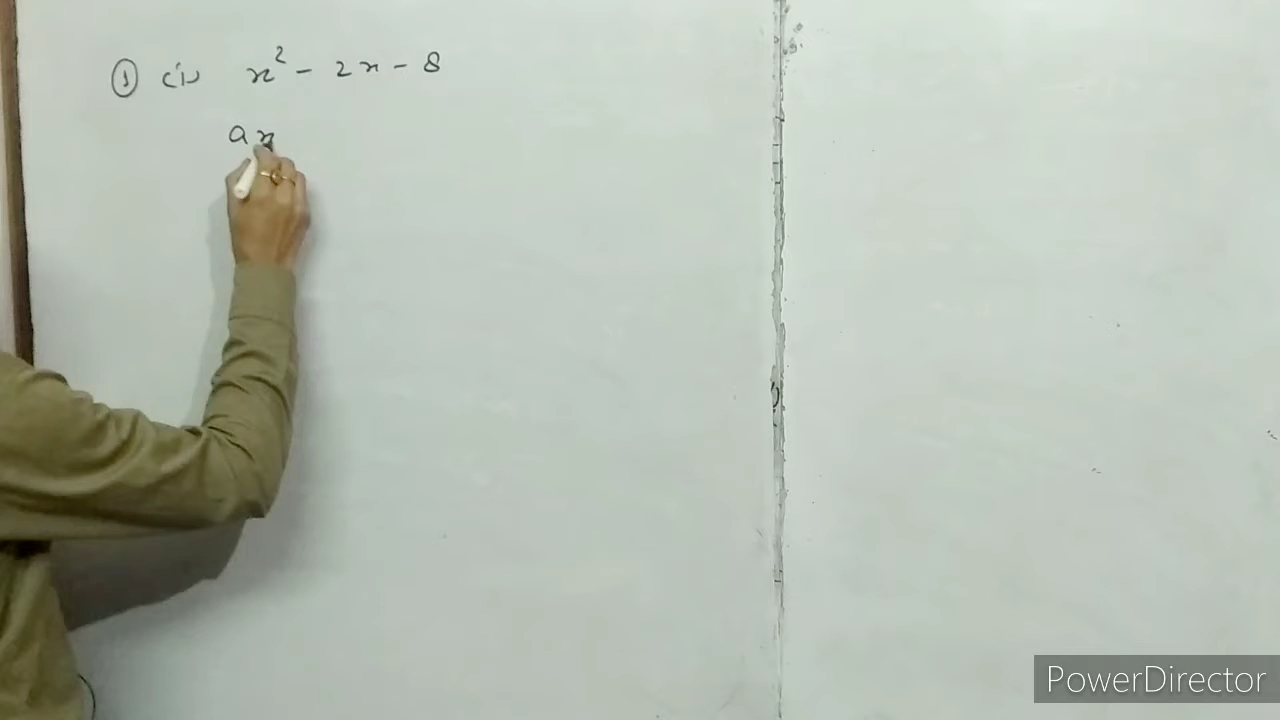 ① (i) x² - 2x - 8
ax
PowerDirector